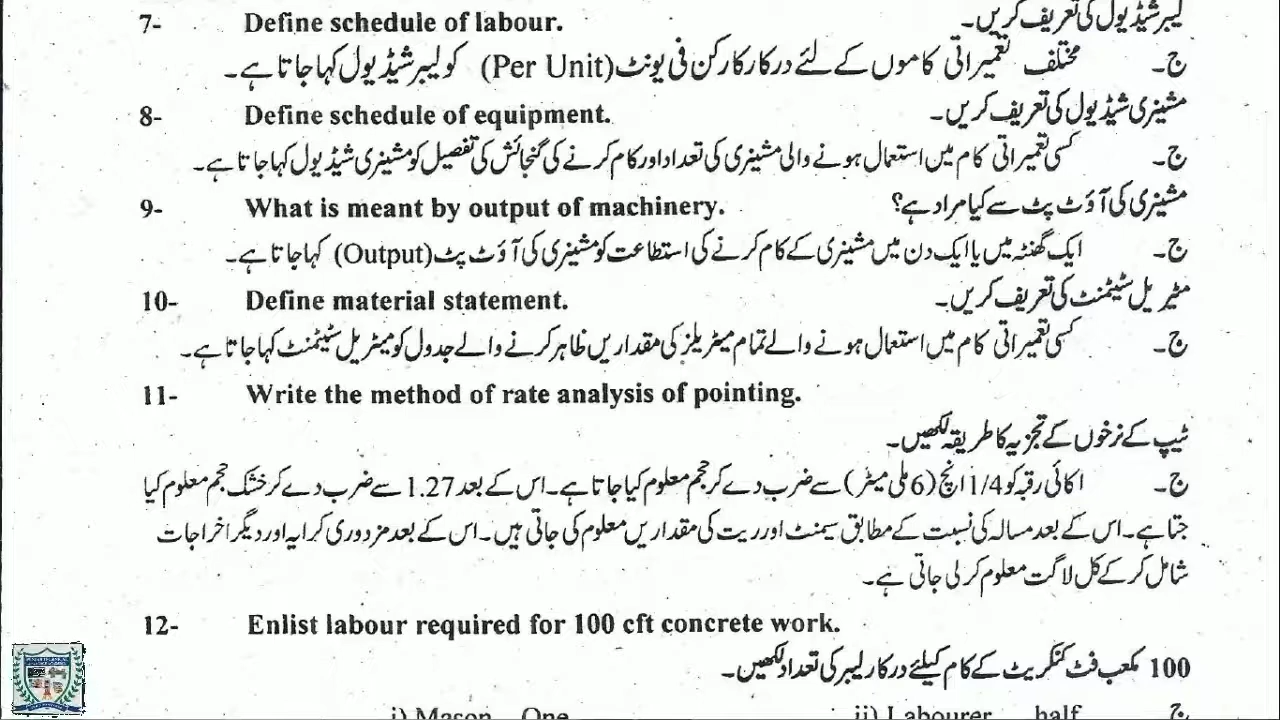 7- Define schedule of labour. لیبر شیڈیول کی تعریف کریں۔
ج۔ مختلف تعمیراتی کاموں کے لئے درکار کارکن فی یونٹ (Per Unit) کو لیبر شیڈیول کہا جاتا ہے۔
8- Define schedule of equipment. مشینری شیڈیول کی تعریف کریں۔
ج۔ کسی تعمیراتی کام میں استعمال ہونے والی مشینری کی تعداد اور کام کرنے کی گنجائش کی تفصیل کو مشینری شیڈیول کہا جاتا ہے۔
9- What is meant by output of machinery. مشینری کی آؤٹ پٹ سے کیا مراد ہے؟
ج۔ ایک گھنٹہ میں یا ایک دن میں مشینری کے کام کرنے کی استطاعت کو مشینری کی آؤٹ پٹ (Output) کہا جاتا ہے۔
10- Define material statement. مٹیریل سٹیٹمنٹ کی تعریف کریں۔
ج۔ کسی تعمیراتی کام میں استعمال ہونے والے تمام میٹریلز کی مقداریں ظاہر کرنے والے جدول کو میٹریل سٹیٹمنٹ کہا جاتا ہے۔
11- Write the method of rate analysis of pointing.
ٹیپ کے نرخوں کے تجزیہ کا طریقہ لکھیں۔
ج۔ اکائی رقبہ کو 1/4 انچ (6 ملی میٹر) سے ضرب دے کر حجم معلوم کیا جاتا ہے۔ اس کے بعد 1.27 سے ضرب دے کر خشک حجم معلوم کیا
جتا ہے۔ اس کے بعد مسالہ کی نسبت کے مطابق سیمنٹ اور ریت کی مقداریں معلوم کی جاتی ہیں۔ اس کے بعد مزدوری کرایہ اور دیگر اخراجات
شامل کر کے کل لاگت معلوم کر لی جاتی ہے۔
12- Enlist labour required for 100 cft concrete work.
100 مکعب فٹ کنکریٹ کے کام کیلئے درکار لیبر کی تعداد لکھیں۔
ج i) Mason One ii) Labourer half